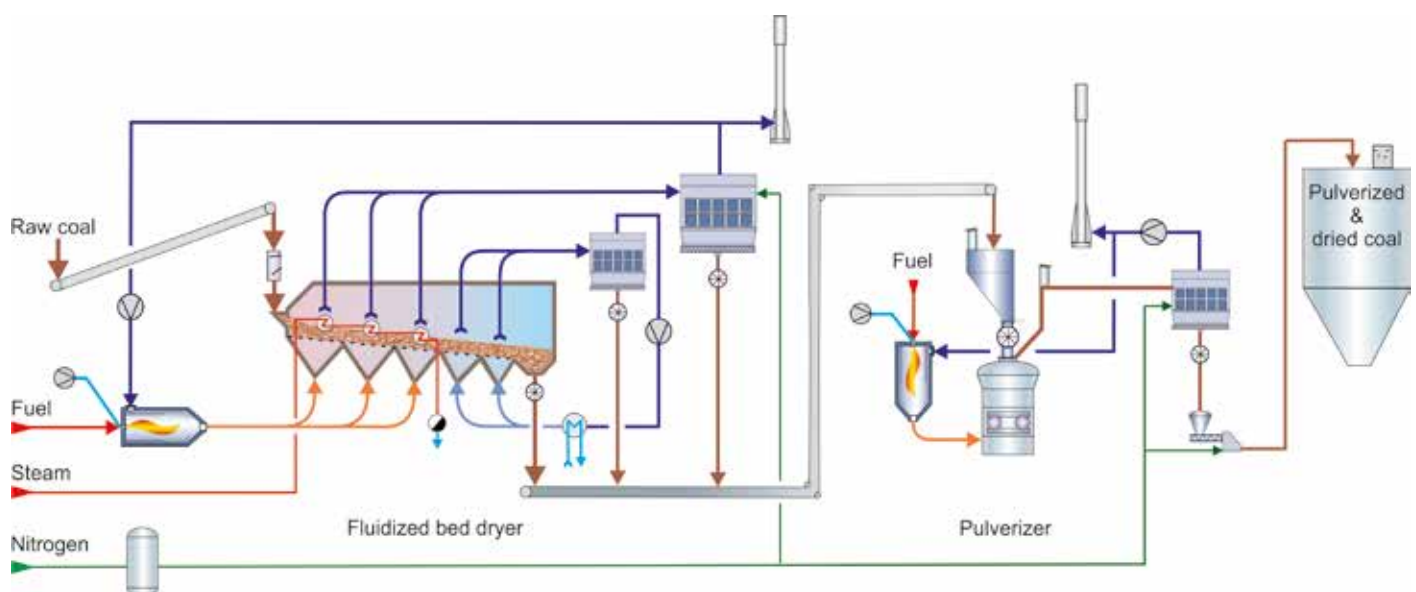 Raw coal
Fuel
Steam
Nitrogen
Fluidized bed dryer
Fuel
Pulverizer
Pulverized
&
dried coal